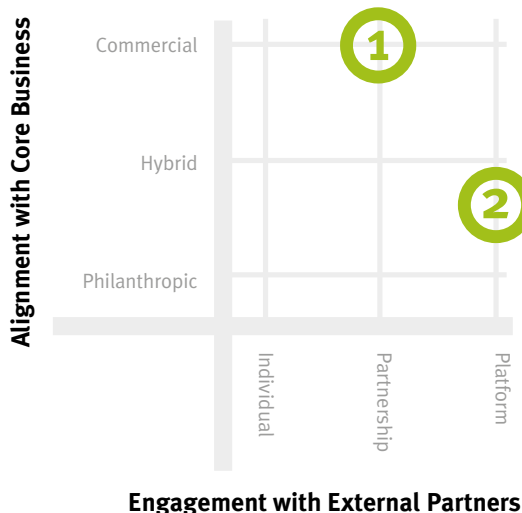 Alignment with Core Business
Commercial
Hybrid
Philanthropic
1
2
Individual
Partnership
Platform
Engagement with External Partners